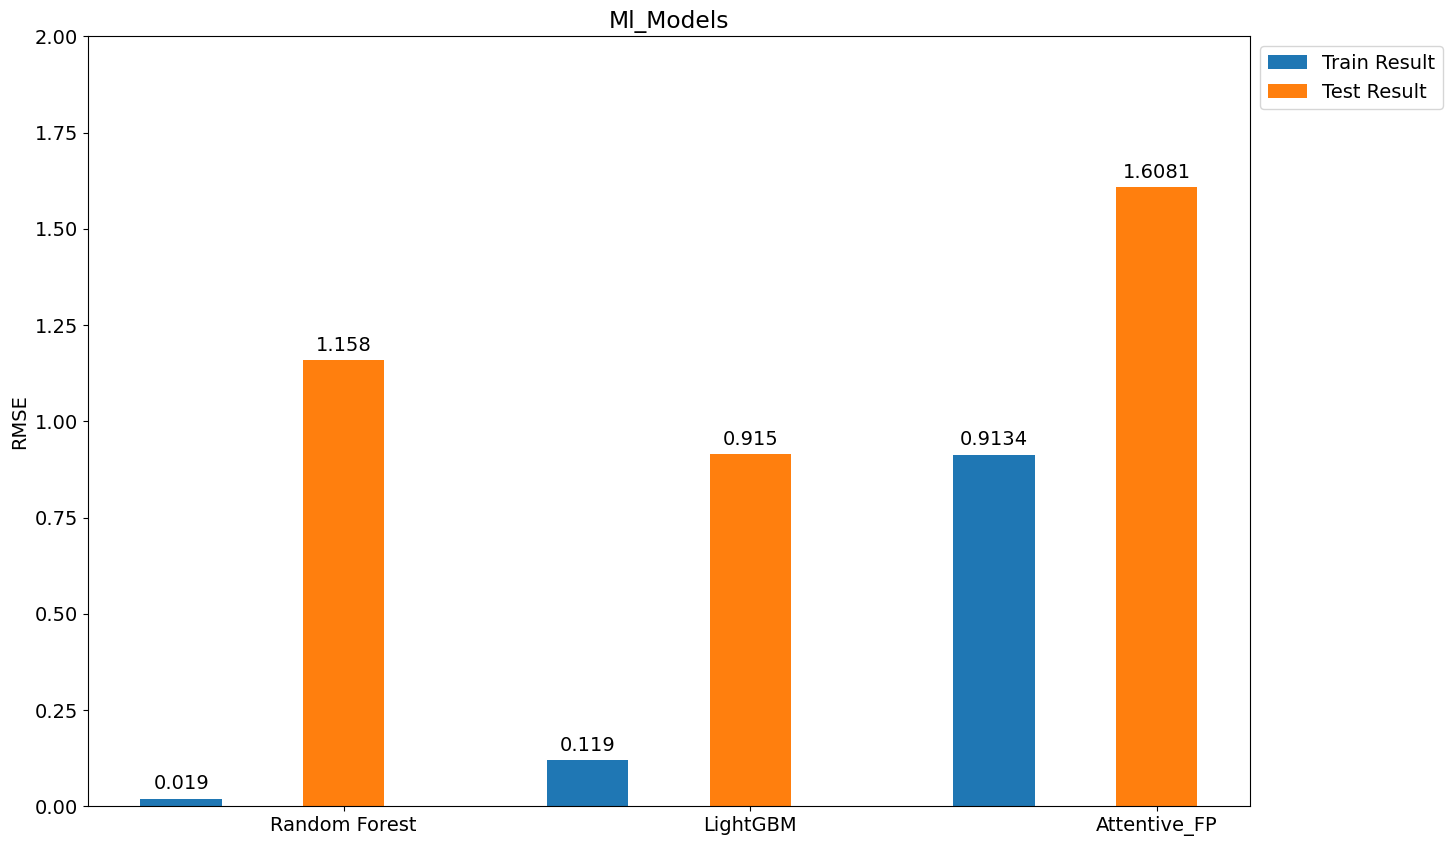 Ml_Models
2.00
1.75
1.50
1.25
1.00
0.75
0.50
0.25
0.00
RMSE
Train Result
Test Result
0.019
1.158
0.119
0.915
0.9134
1.6081
Random Forest
LightGBM
Attentive_FP